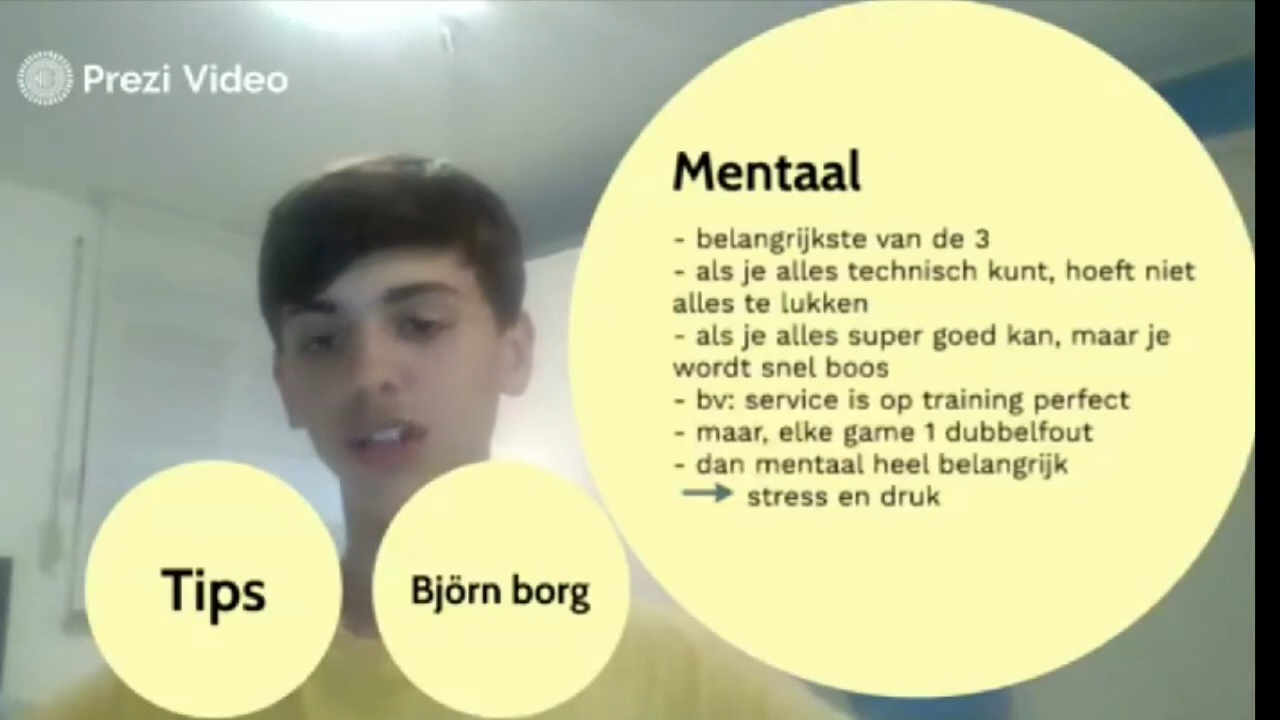 Prezi Video
Mentaal
- belangrijkste van de 3
- als je alles technisch kunt, hoeft niet
alles te lukken
- als je alles super goed kan, maar je
wordt snel boos
- bv: service is op training perfect
- maar, elke game 1 dubbelfout
- dan mentaal heel belangrijk
→ stress en druk
Tips
Björn borg